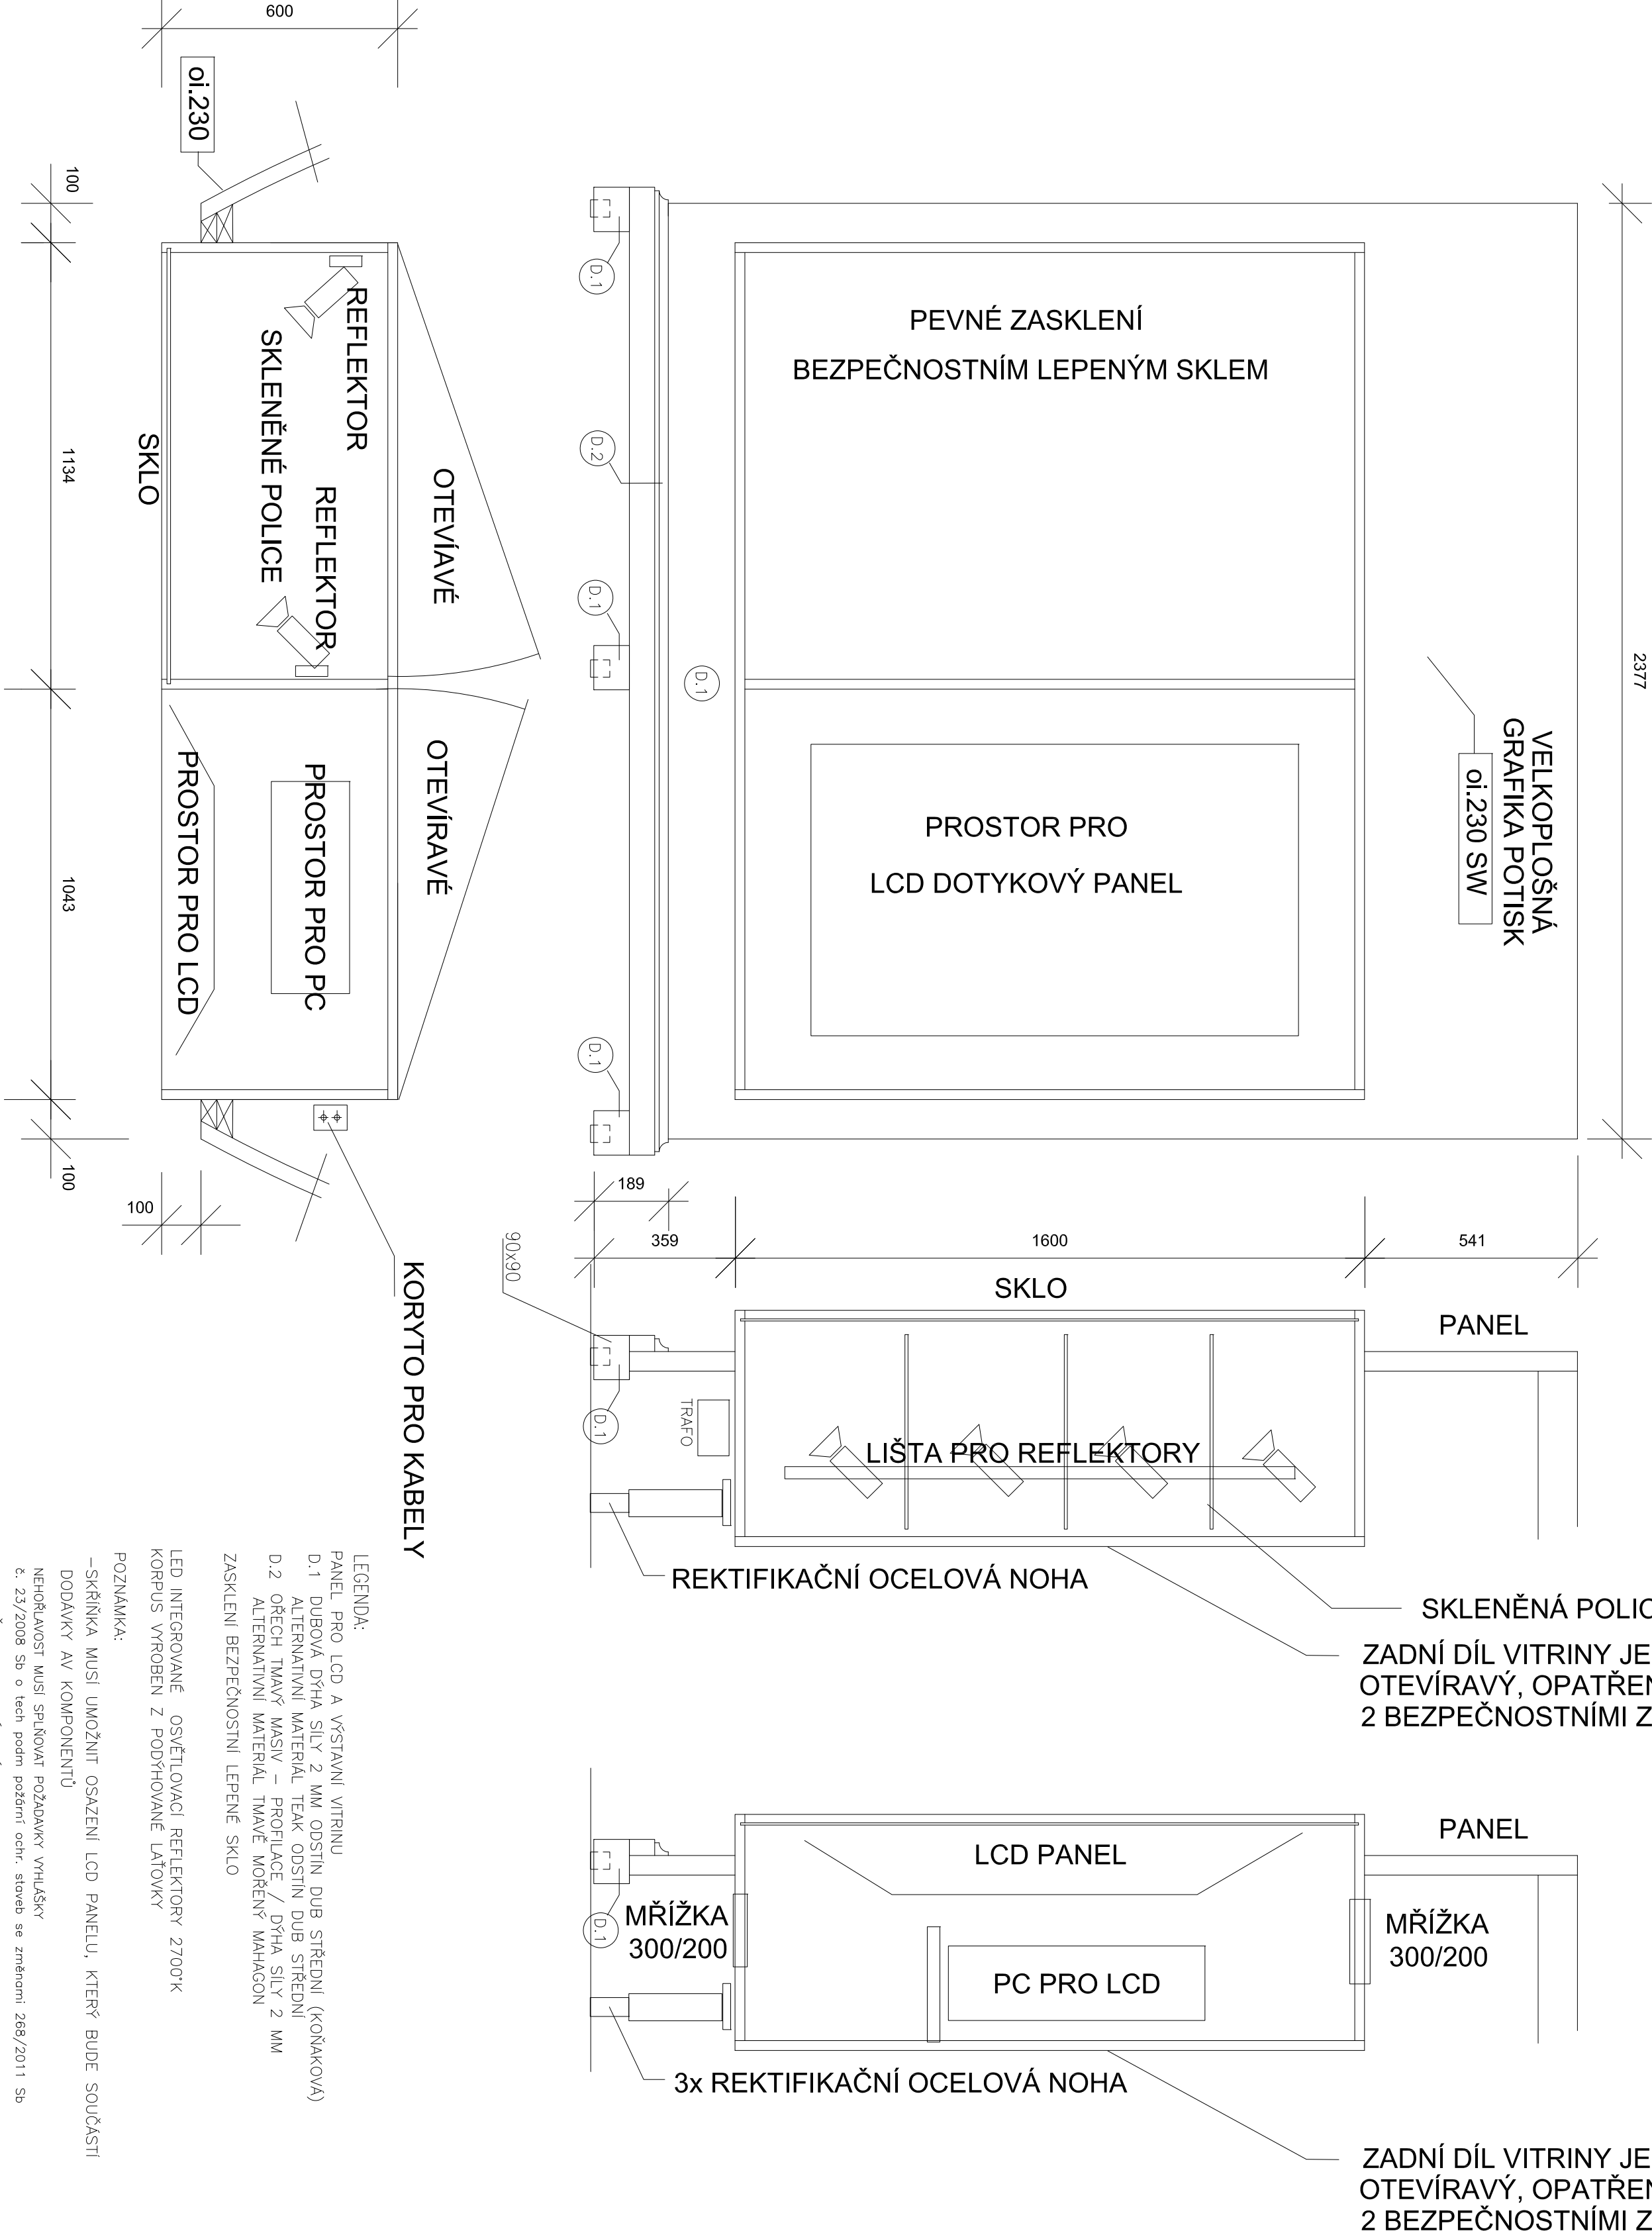 600
oi.230
100
1134
1043
100
100
SKLO
REFLEKTOR
SKLENĚNÉ POLICE
REFLEKTOR
OTEVÍAVÉ
OTEVÍRAVÉ
PROSTOR PRO PC
PROSTOR PRO LCD
KORYTO PRO KABELY
2377
PEVNÉ ZASKLENÍ
BEZPEČNOSTNÍM LEPENÝM SKLEM
PROSTOR PRO
LCD DOTYKOVÝ PANEL
VELKOPLOŠNÁ
GRAFIKA POTISK
oi.230 SW
D.1
D.2
D.1
D.1
D.1
189
359
1600
541
90x90
SKLO
PANEL
LIŠTA PRO REFLEKTORY
TRAFO
D.1
REKTIFIKAČNÍ OCELOVÁ NOHA
SKLENĚNÁ POLIC
ZADNÍ DÍL VITRINY JE
OTEVÍRAVÝ, OPATŘEN
2 BEZPEČNOSTNÍMI Z
LCD PANEL
PANEL
MŘÍŽKA
300/200
MŘÍŽKA
300/200
PC PRO LCD
D.1
3x REKTIFIKAČNÍ OCELOVÁ NOHA
ZADNÍ DÍL VITRINY JE
OTEVÍRAVÝ, OPATŘEN
2 BEZPEČNOSTNÍMI Z
LEGENDA:
PANEL PRO LCD A VÝSTAVNÍ VITRINU
D.1 DUBOVÁ DÝHA SÍLY 2 MM ODSTÍN DUB STŘEDNÍ (KOŇAKOVÁ)
ALTERNATIVNÍ MATERIÁL TEAK ODSTÍN DUB STŘEDNÍ
D.2 OŘECH TMAVÝ MASIV – PROFILACE / DÝHA SÍLY 2 MM
ALTERNATIVNÍ MATERIÁL TMAVĚ MOŘENÝ MAHAGON
ZASKLENÍ BEZPEČNOSTNÍ LEPENÉ SKLO
LED INTEGROVANÉ OSVĚTLOVACÍ REFLEKTORY 2700°K
KORPUS VYROBEN Z PODÝHOVANÉ LAŤOVKY
POZNÁMKA:
–SKŘÍŇKA MUSÍ UMOŽNIT OSAZENÍ LCD PANELU, KTERÝ BUDE SOUČÁSTÍ
DODÁVKY AV KOMPONENTŮ
NEHOŘLAVOST MUSÍ SPLŇOVAT POŽADAVKY VYHLÁŠKY
č. 23/2008 Sb o tech podm požární ochr. staveb se změnami 268/2011 Sb